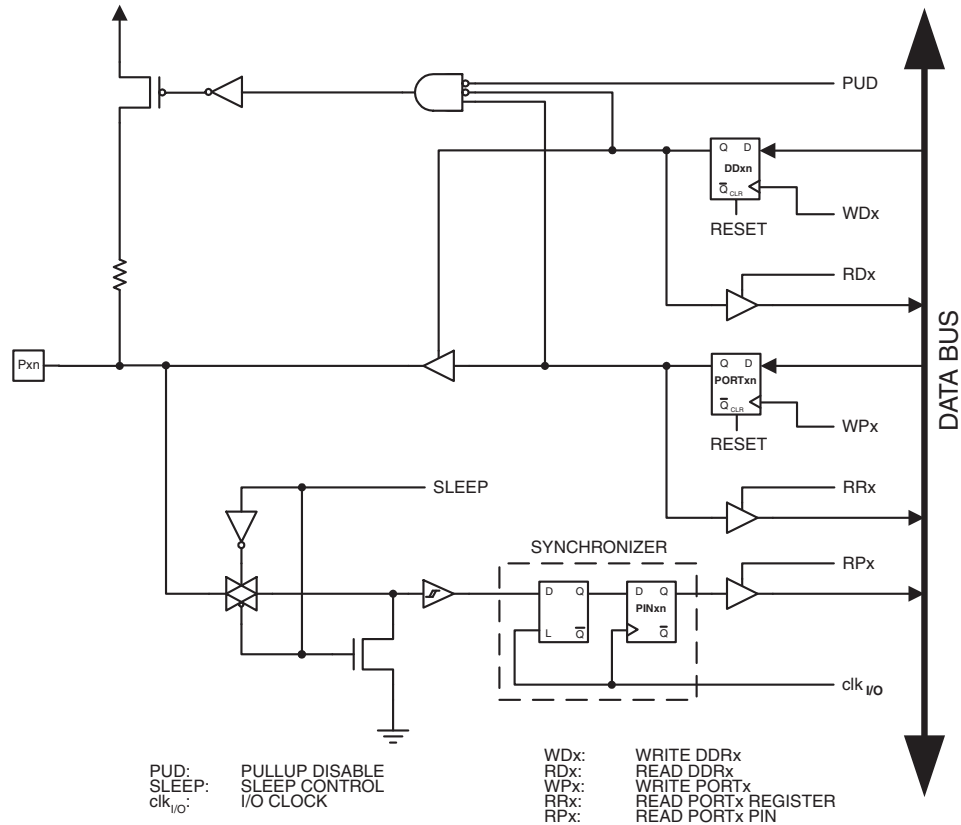 PUD
Q D
DDxn
Q CLR
WDx
RESET
RDx
Pxn
Q D
PORTxn
Q CLR
WPx
RESET
DATA BUS
RRx
SLEEP
SYNCHRONIZER
RPx
D Q
L Q
D Q
PINxn
Q
clk I/O
PUD: PULLUP DISABLE
SLEEP: SLEEP CONTROL
clkI/O: I/O CLOCK
WDx: WRITE DDRx
RDx: READ DDRx
WPx: WRITE PORTx
RRx: READ PORTx REGISTER
RPx: READ PORTx PIN